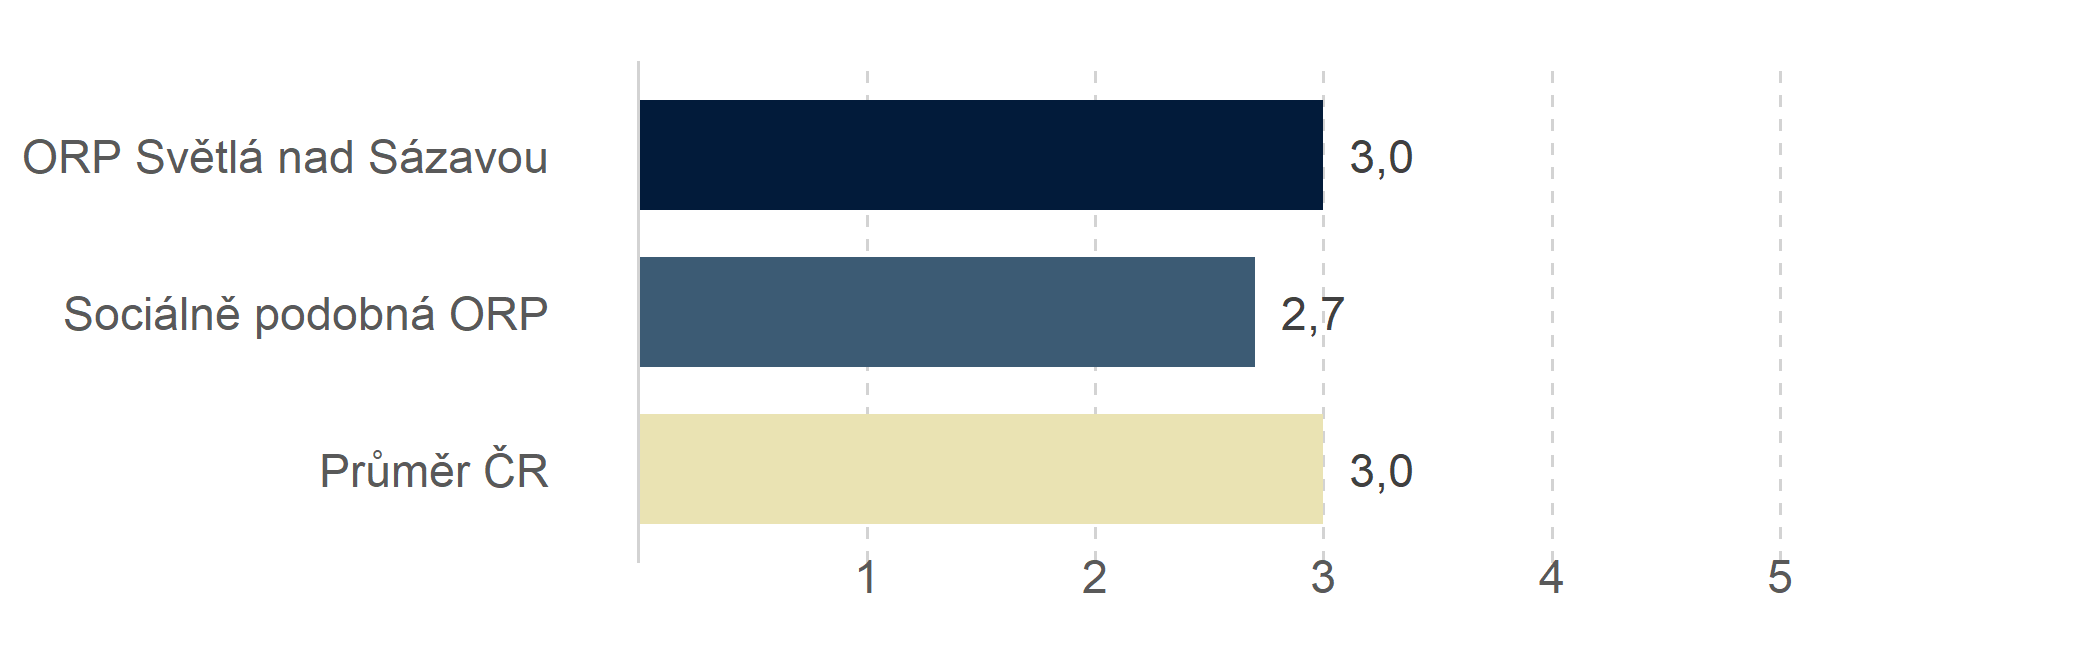 ORP Světlá nad Sázavou
3,0
Sociálně podobná ORP
2,7
Průměr ČR
3,0
1 2 3 4 5